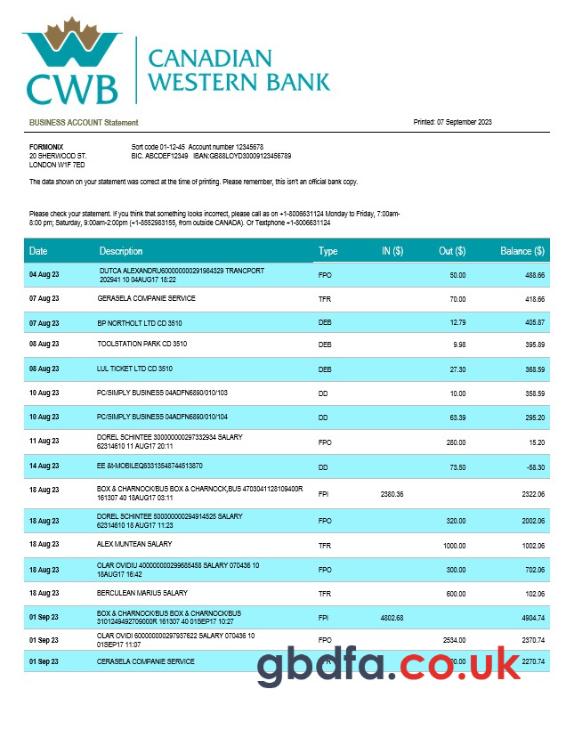 CWB
CANADIAN
WESTERN BANK
BUSINESS ACCOUNT Statement
Printed: 07 September 2023
FORMONIX
20 SHERWOOD ST.
LONDON W1F 7ED
Sort code 01-12-45 Account number 12345678
BIC. ABCDEF12349 IBAN:GB88LOYD30009123456789
The data shown on your statement was correct at the time of printing. Please remember, this isn't an official bank copy.
Please check your statement. If you think that something looks incorrect, please call as on +1-8006631124 Monday to Friday, 7:00am-
8:00 pm; Saturday, 9:00am-2:00pm (+1-8552983155, from outside CANADA). Or Textphone +1-8006631124
Date Description Type IN ($) Out ($) Balance ($)
04 Aug 23 DUTCA ALEXANDRU600000000291984329 TRANCPORT FPO 50.00 488.66
202941 10 04AUG17 18:22
07 Aug 23 GERASELA COMPANIE SERVICE TFR 70.00 418.66
07 Aug 23 BP NORTHOLT LTD CD 3510 DEB 12.79 405.87
08 Aug 23 TOOLSTATION PARK CD 3510 DEB 9.98 395.89
08 Aug 23 LUL TICKET LTD CD 3510 DEB 27.30 368.59
10 Aug 23 PC/SIMPLY BUSINESS 04ADFN6890/010/103 DD 10.00 358.59
10 Aug 23 PC/SIMPLY BUSINESS 04ADFN6890/010/104 DD 63.39 295.20
11 Aug 23 DOREL SCHINTEE 300000000297332934 SALARY FPO 280.00 15.20
62314610 11 AUG17 20:11
14 Aug 23 EE &t-MOBILEQ63313548744513870 DD 73.50 -58.30
18 Aug 23 BOX & CHARNOCK/BUS BOX & CHARNOCK,BUS 4703041128109400R FPI 2380.36 2322.06
161307 40 18AUG17 03:11
18 Aug 23 DOREL SCHINTEE 500000000294914525 SALARY FPO 320.00 2002.06
62314610 18 AUG17 11:23
18 Aug 23 ALEX MUNTEAN SALARY TFR 1000.00 1002.06
18 Aug 23 OLAR OVIDIU 400000000299685458 SALARY 070436 10 FPO 300.00 702.06
18AUG17 16:42
18 Aug 23 BERCULEAN MARIUS SALARY TFR 600.00 102.06
01 Sep 23 BOX & CHARNOCK/BUS BOX & CHARNOCK/BUS FPI 4802.68 4904.74
3101249492709000R 161307 40 01SEP17 10:27
01 Sep 23 OLAR OVIDI 600000000297937622 SALARY 070436 10 FPO 2534.00 2370.74
01SEP17 11:07
01 Sep 23 CERASELA COMPANIE SERVICE 2270.74
gbdfa.co.uk